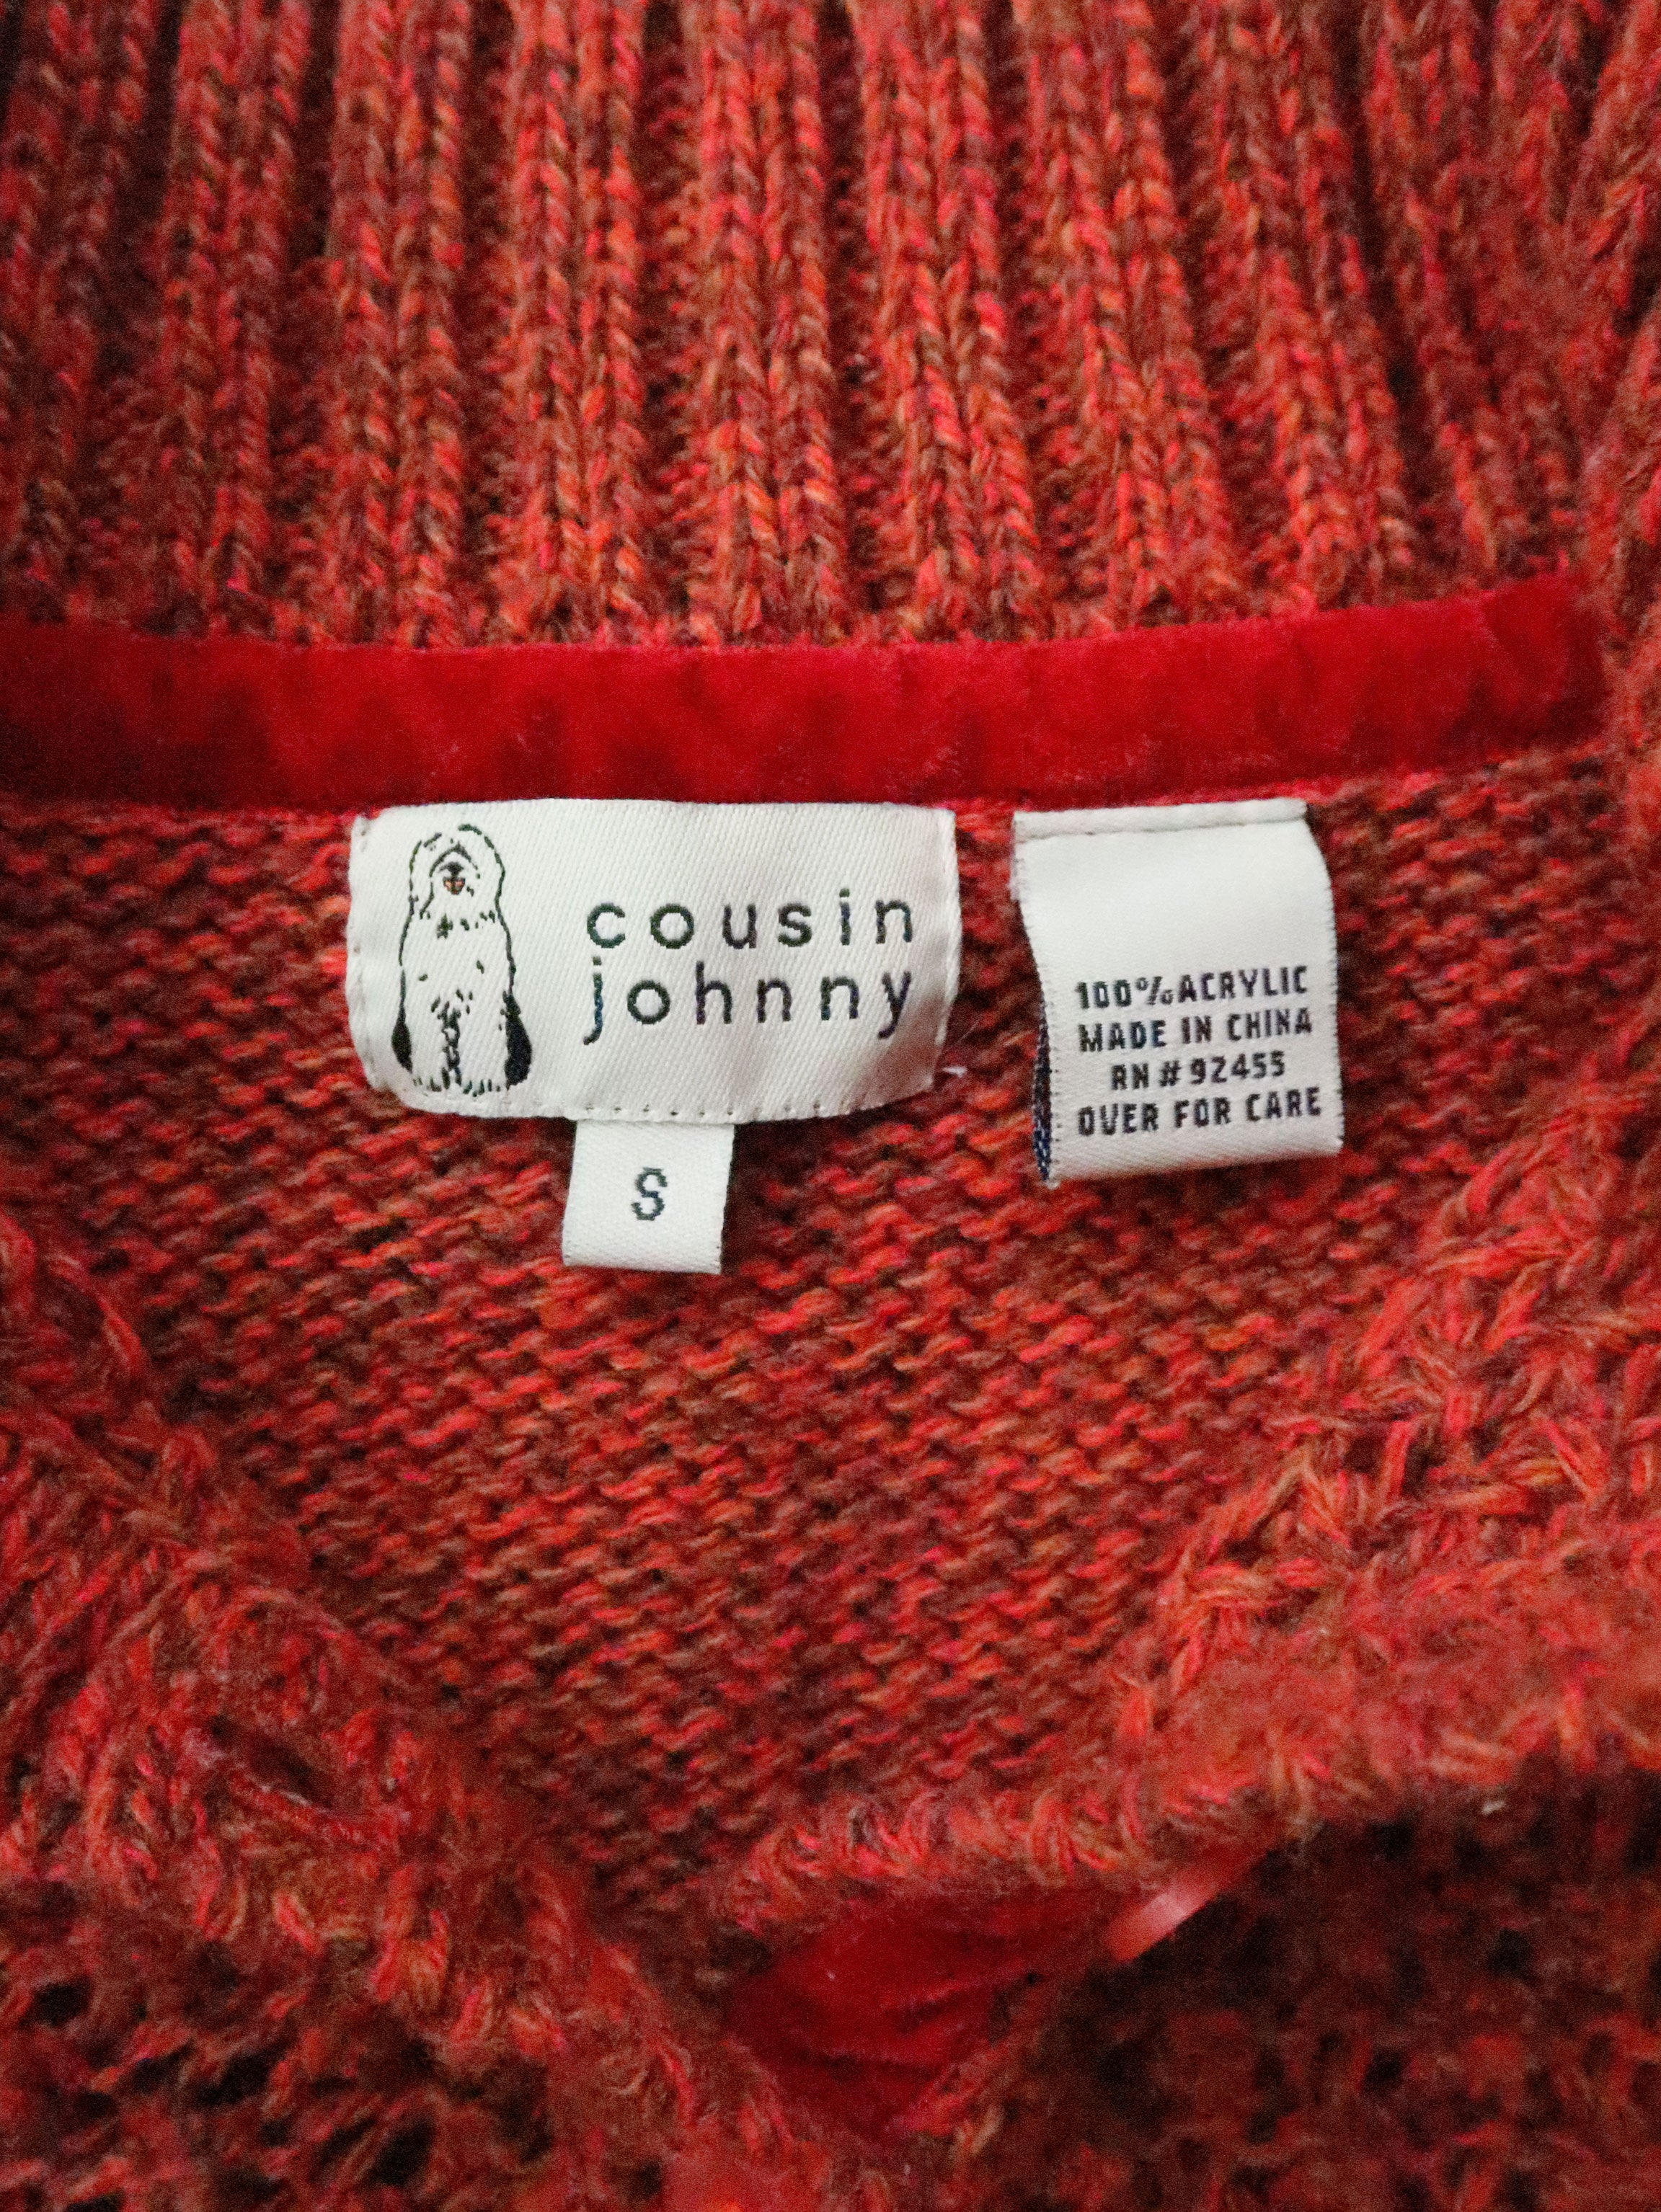 cousin
johnny
S
100% ACRYLIC
MADE IN CHINA
RN # 92455
OVER FOR CARE